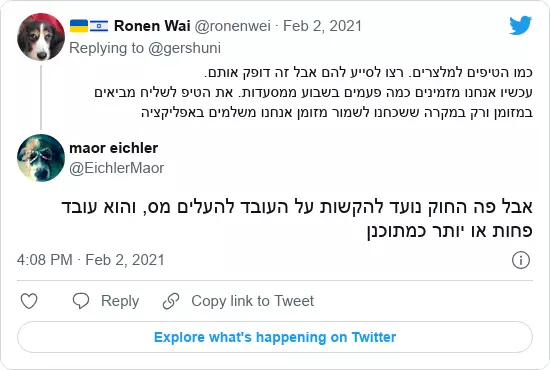 Ronen Wai @ronenwei · Feb 2, 2021
Replying to @gershuni
כמו הטיפים למלצרים. רצו לסייע להם אבל זה דופק אותם.
עכשיו אנחנו מזמינים כמה פעמים בשבוע ממסעדות. את הטיפ לשליח מביאים
במזומן ורק במקרה ששכחנו לשמור מזומן אנחנו משלמים באפליקציה
maor eichler
@EichlerMaor
אבל פה החוק נועד להקשות על העובד להעלים מס, והוא עובד
פחות או יותר כמתוכנן
4:08 PM · Feb 2, 2021
Reply
Copy link to Tweet
Explore what's happening on Twitter